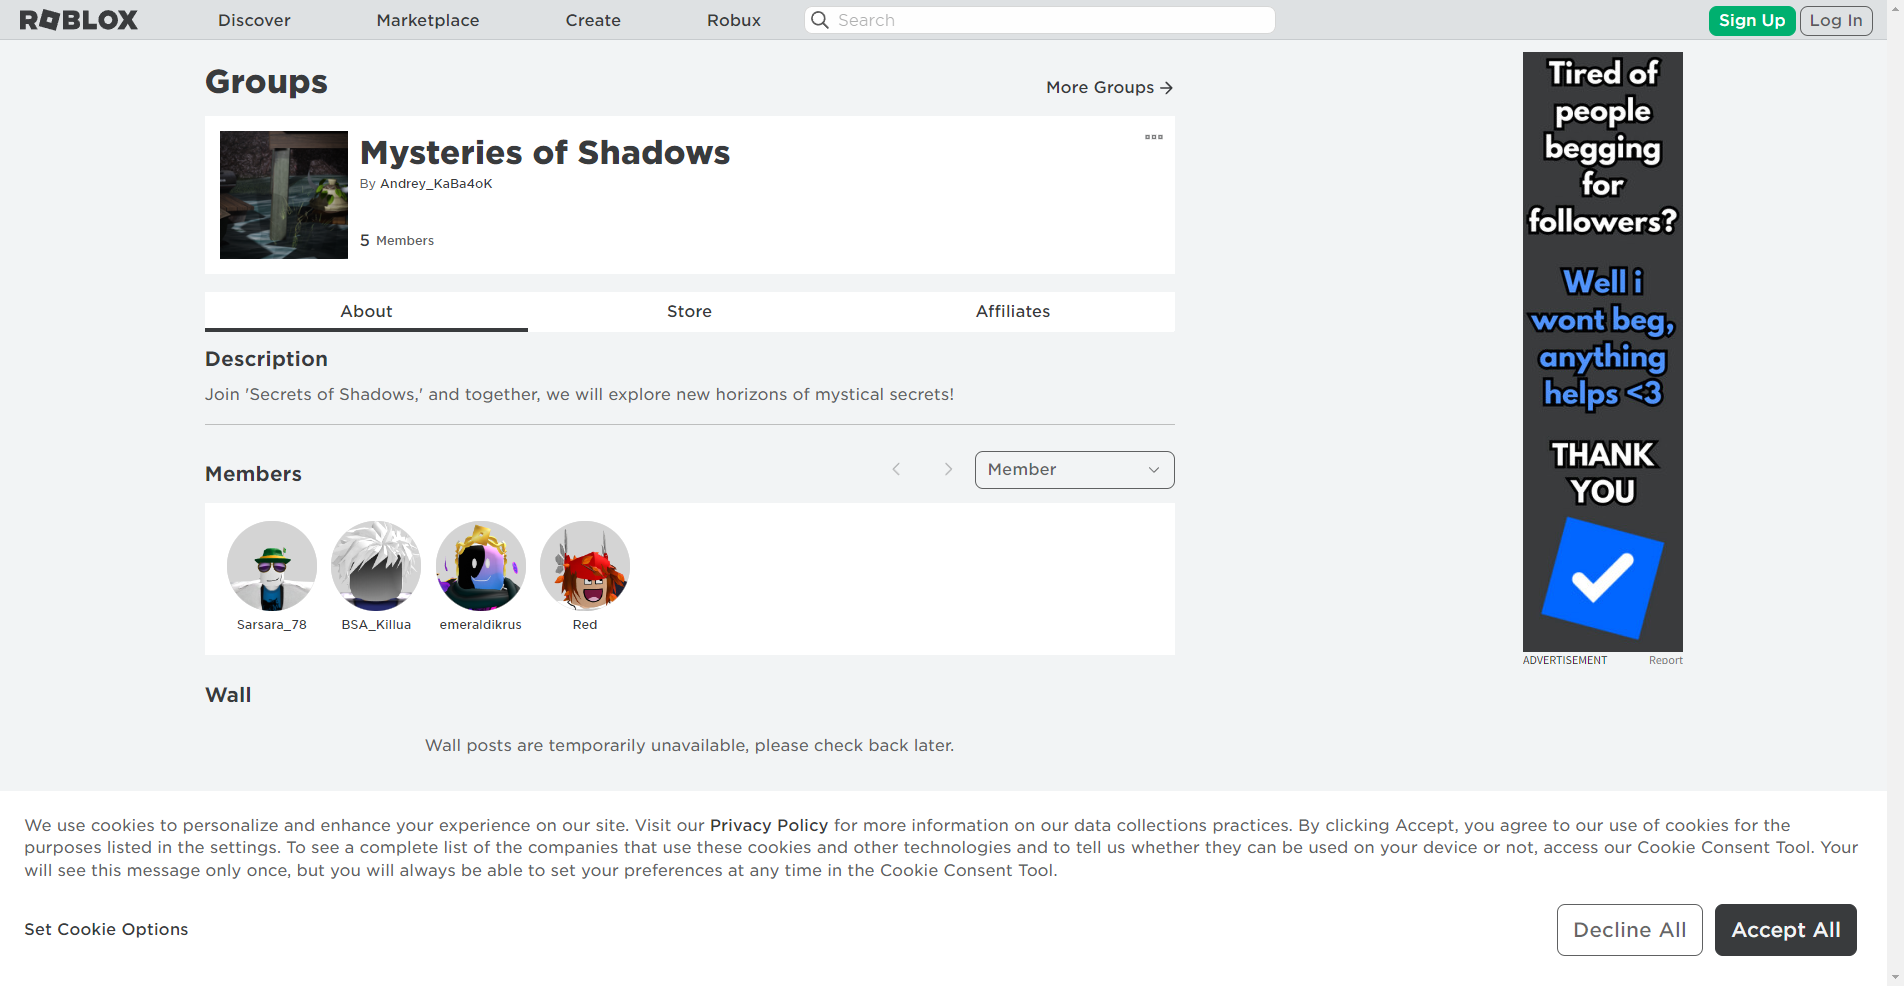 ROBLOX
Discover
Marketplace
Create
Robux
Search
Sign Up
Log In
Groups
More Groups
Mysteries of Shadows
By Andrey_KaBa4oK
5 Members
About
Store
Affiliates
Description
Join 'Secrets of Shadows,' and together, we will explore new horizons of mystical secrets!
Members
Member
Sarsara_78
BSA_Killua
emeraldikrus
Red
Wall
Wall posts are temporarily unavailable, please check back later.
Tired of
people
begging
for
followers?
Well i
wont beg,
anything
helps <3
THANK
YOU
ADVERTISEMENT
Report
We use cookies to personalize and enhance your experience on our site. Visit our Privacy Policy for more information on our data collections practices. By clicking Accept, you agree to our use of cookies for the
purposes listed in the settings. To see a complete list of the companies that use these cookies and other technologies and to tell us whether they can be used on your device or not, access our Cookie Consent Tool. Your
will see this message only once, but you will always be able to set your preferences at any time in the Cookie Consent Tool.
Set Cookie Options
Decline All
Accept All